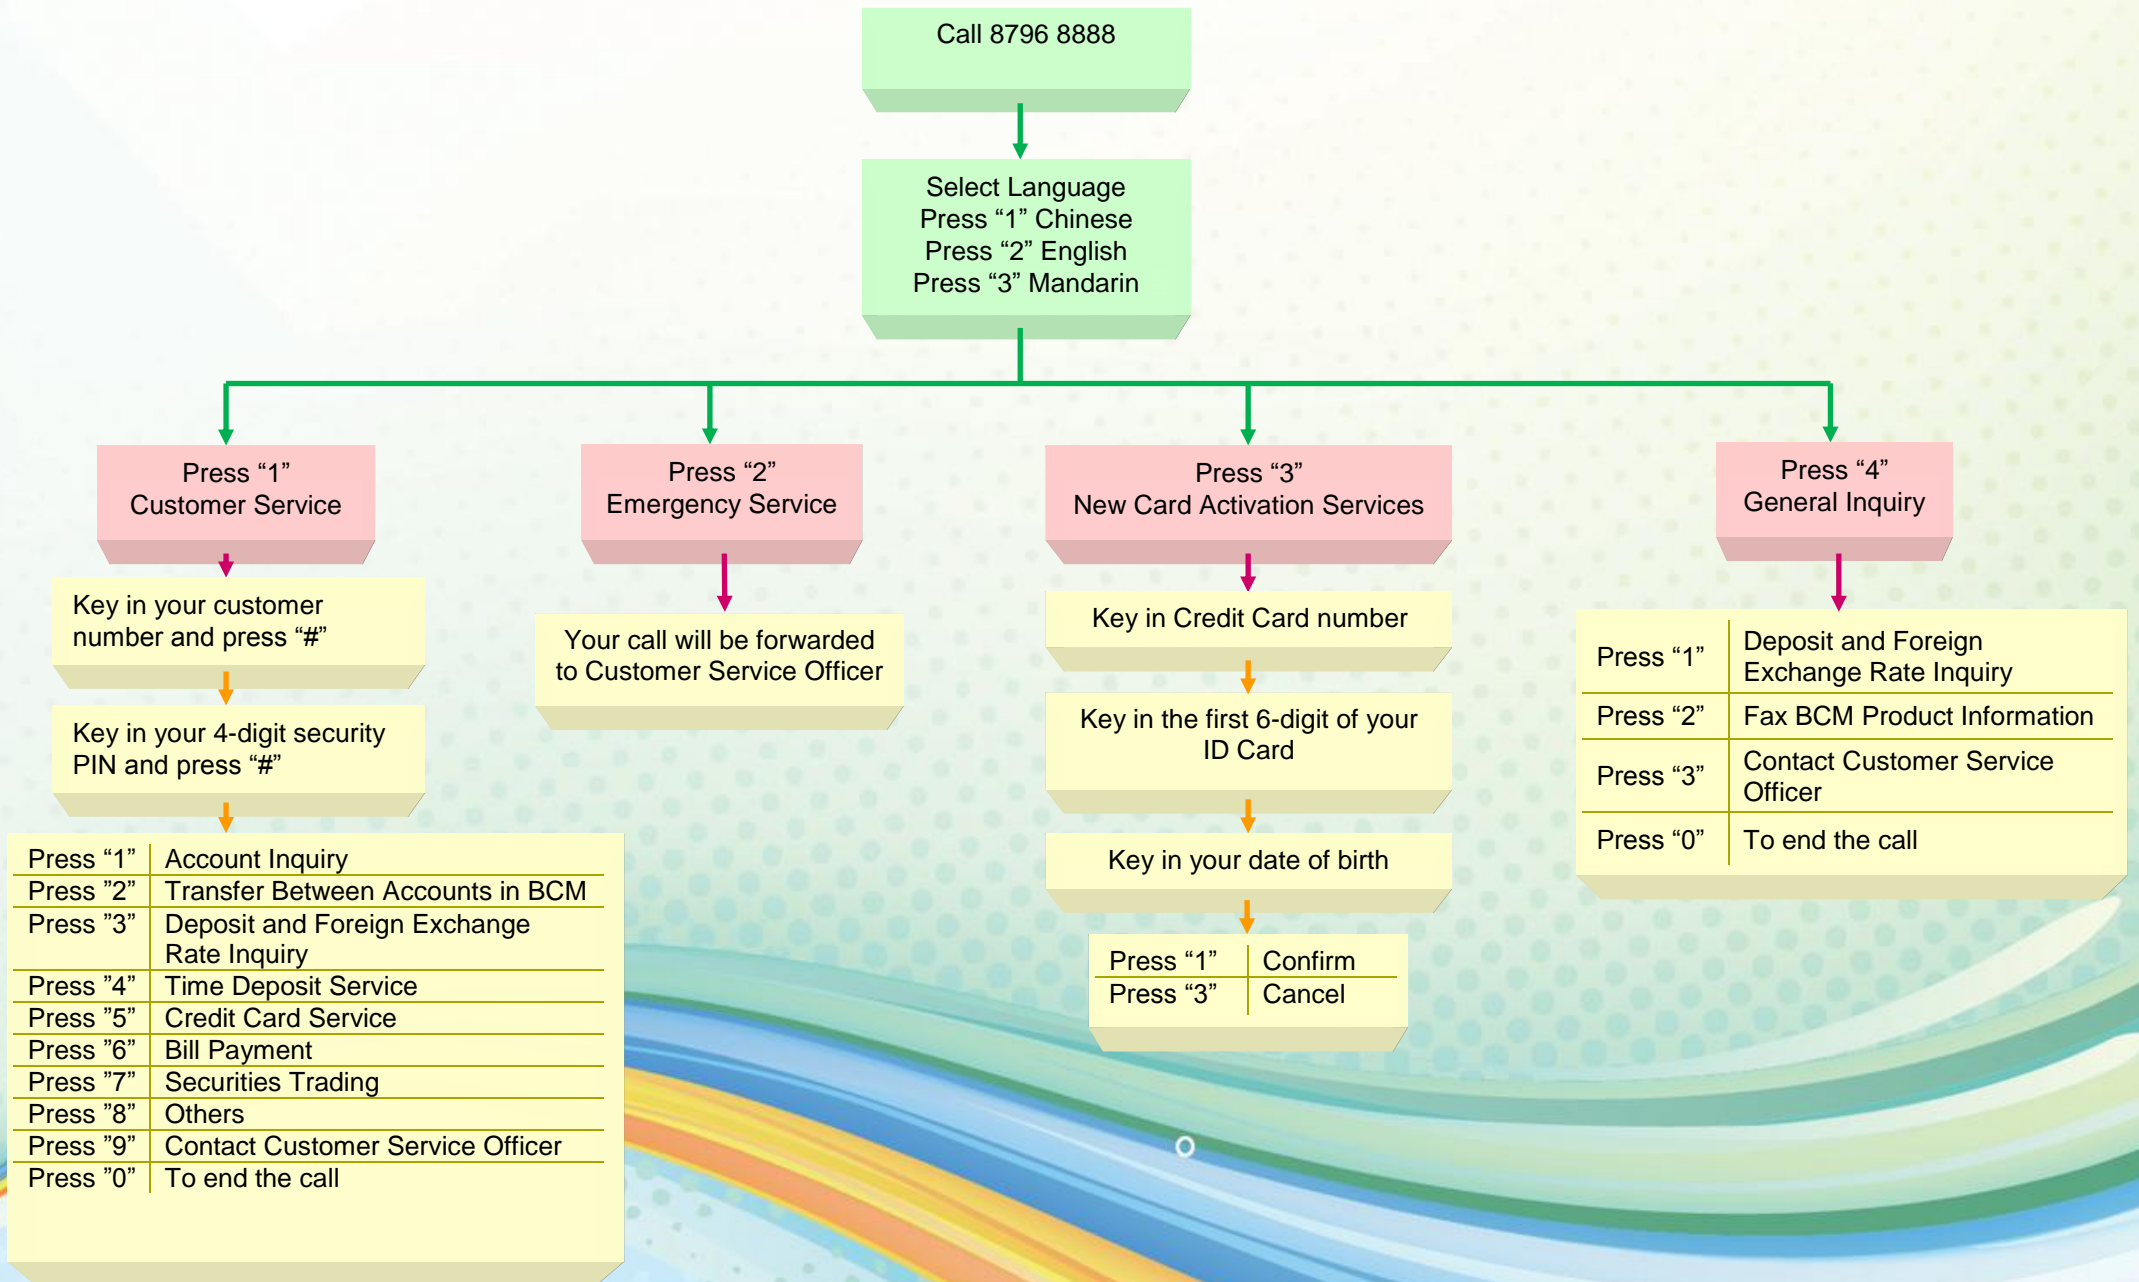 Call 8796 8888
Select Language
Press “1” Chinese
Press “2” English
Press “3” Mandarin
Press “1”
Customer Service
Key in your customer
number and press “#”
Key in your 4-digit security
PIN and press “#”
Press “1” Account Inquiry
Press ”2” Transfer Between Accounts in BCM
Press ”3” Deposit and Foreign Exchange
Rate Inquiry
Press ”4” Time Deposit Service
Press ”5” Credit Card Service
Press ”6” Bill Payment
Press ”7” Securities Trading
Press ”8” Others
Press ”9” Contact Customer Service Officer
Press ”0” To end the call
Press “2”
Emergency Service
Your call will be forwarded
to Customer Service Officer
Press “3”
New Card Activation Services
Key in Credit Card number
Key in the first 6-digit of your
ID Card
Key in your date of birth
Press “1” Confirm
Press “3” Cancel
Press “4”
General Inquiry
Press “1” Deposit and Foreign
Exchange Rate Inquiry
Press “2” Fax BCM Product Information
Press “3” Contact Customer Service
Officer
Press “0” To end the call